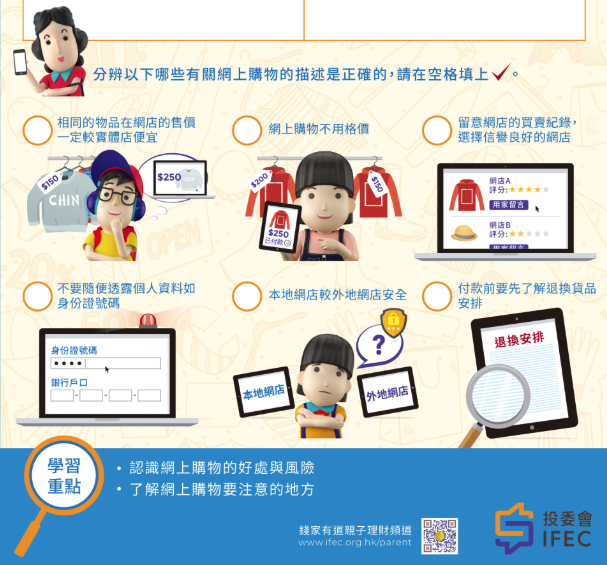 分辨以下哪些有關網上購物的描述是正確的,請在空格填上✓。
相同的物品在網店的售價
一定較實體店便宜
$150
CHIN
$250
網上購物不用格價
$200
$150
$250
已付款
留意網店的買賣紀錄,
選擇信譽良好的網店
網店A
評分:★★★★★
用家留言
網店B
評分:★★★★★
用家留言
不要隨便透露個人資料如
身份證號碼
身份證號碼
銀行戶口
本地網店較外地網店安全
?
本地網店
外地網店
付款前要先了解退換貨品
安排
退換安排
學習
重點
• 認識網上購物的好處與風險
• 了解網上購物要注意的地方
錢家有道親子理財頻道
www.ifec.org.hk/parent
投委會
IFEC